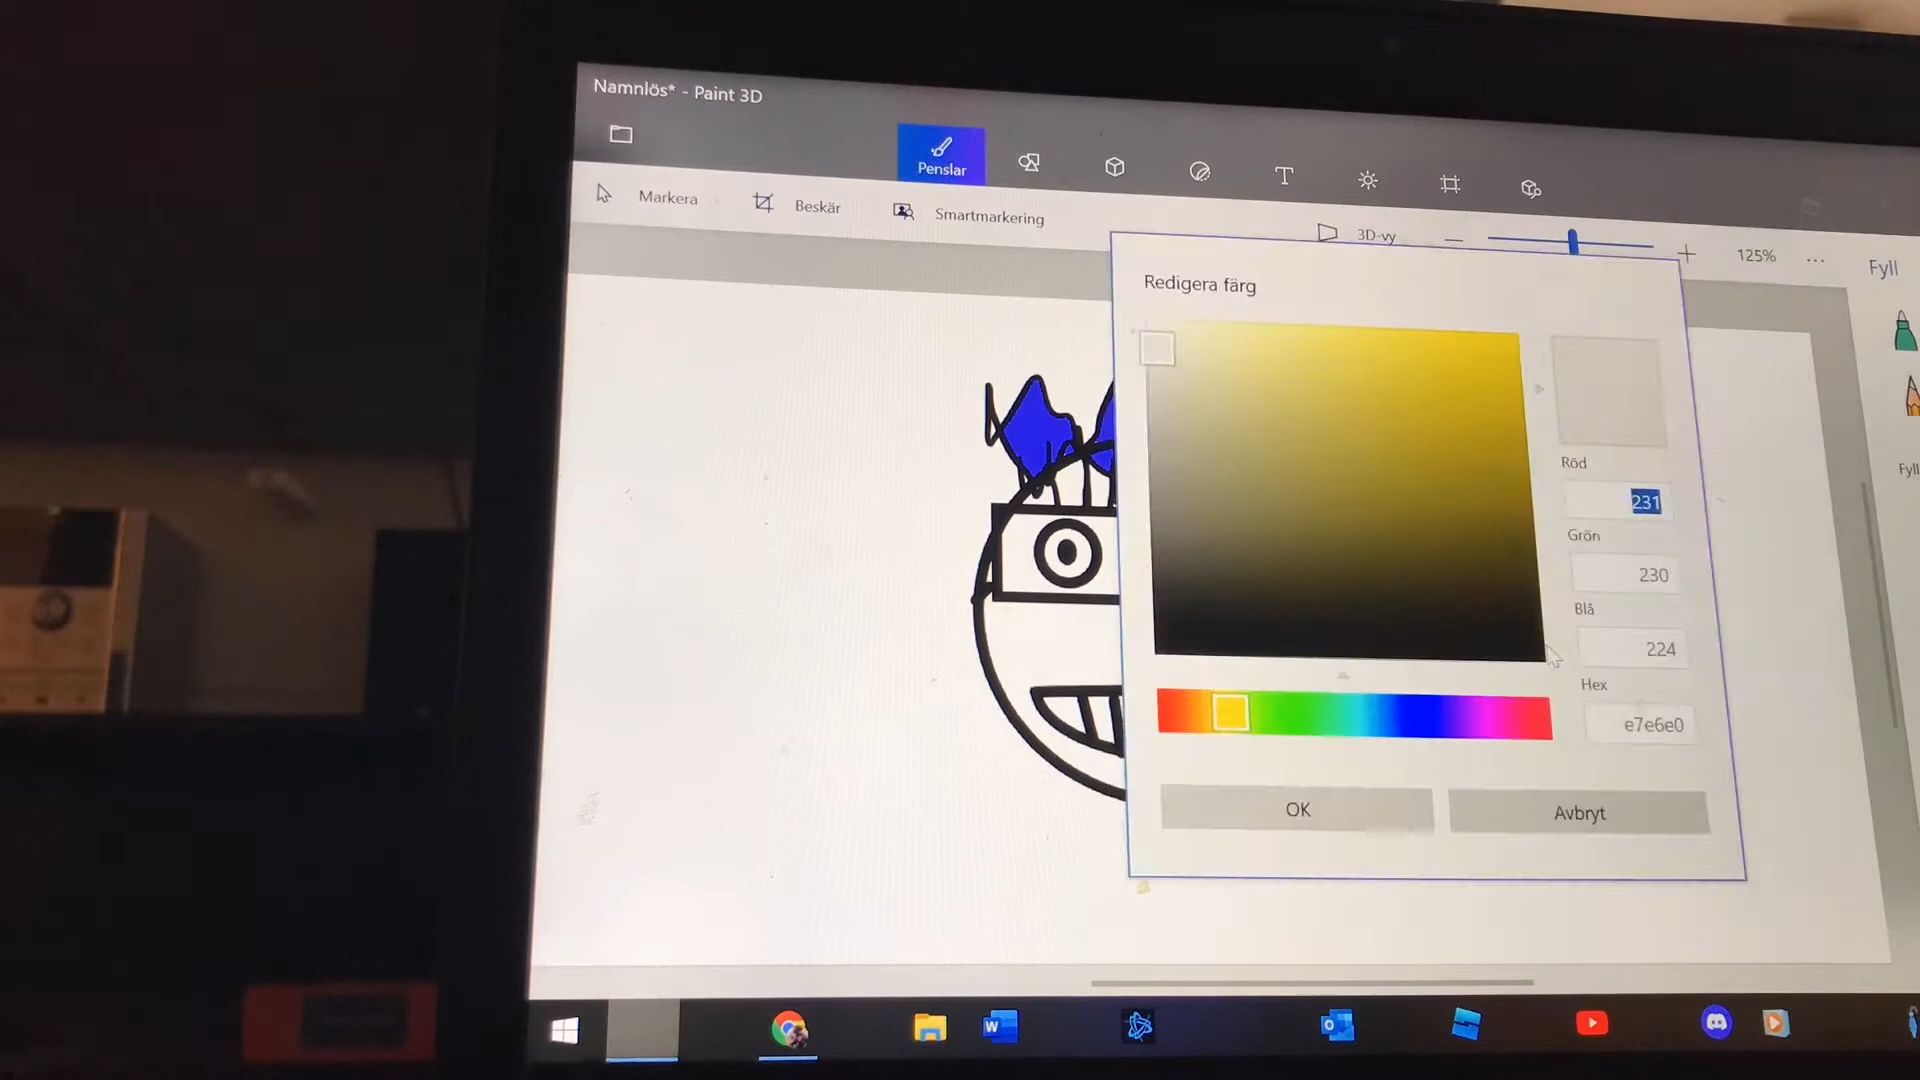 Namnlös* - Paint 3D
Penslar
Markera
Beskär
Smartmarkering
3D-vy
125%
Fyll
Redigera färg
Röd
231
Grön
230
Blå
224
Hex
e7e6e0
Fyll
OK
Avbryt